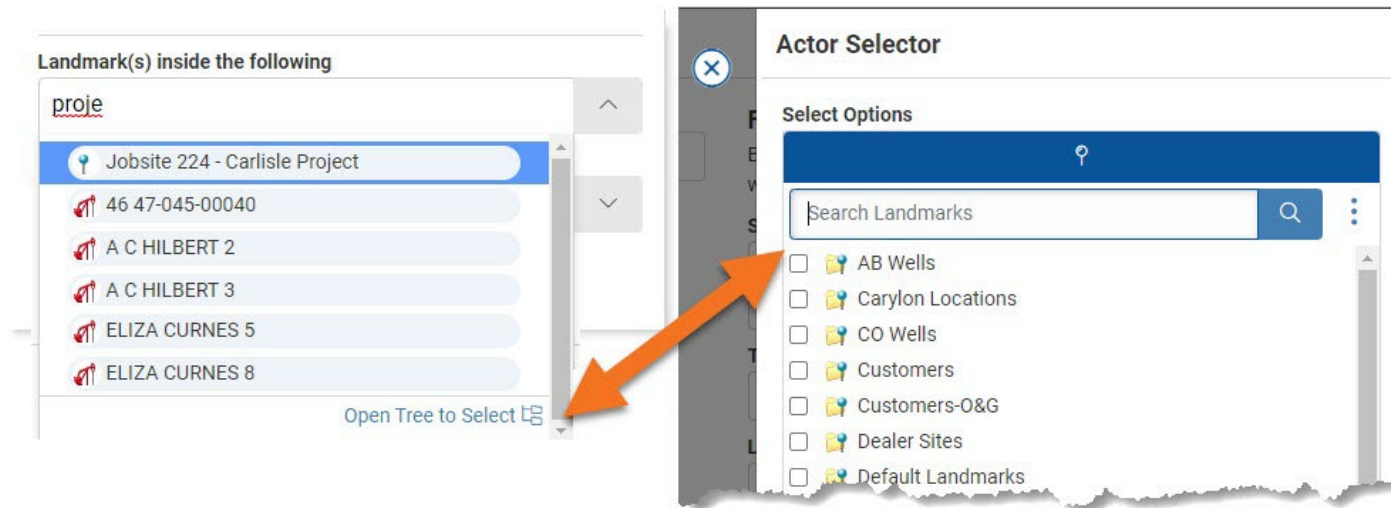 Landmark(s) inside the following
proje
Jobsite 224 - Carlisle Project
46 47-045-00040
A C HILBERT 2
A C HILBERT 3
ELIZA CURNES 5
ELIZA CURNES 8
Open Tree to Select
Actor Selector
Select Options
Search Landmarks
AB Wells
Carylon Locations
CO Wells
Customers
Customers-O&G
Dealer Sites
Default Landmarks